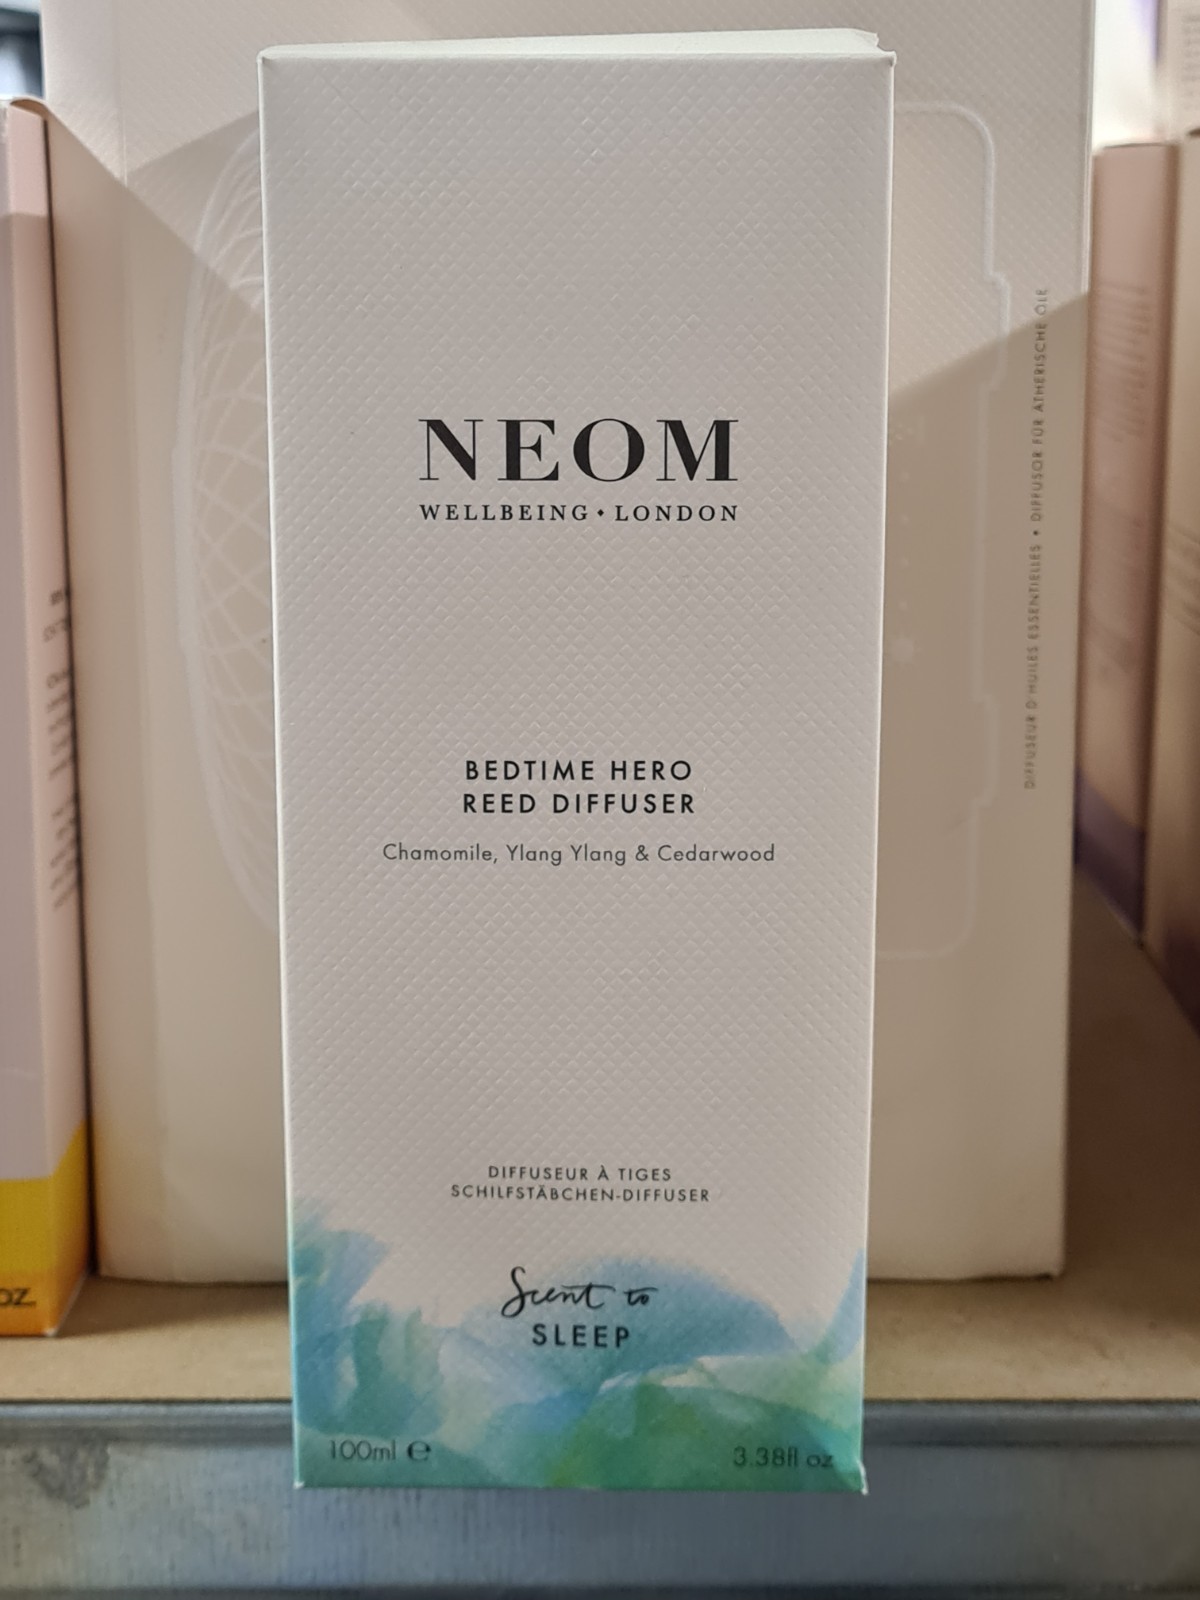 NEOM
WELLBEING • LONDON
BEDTIME HERO
REED DIFFUSER
Chamomile, Ylang Ylang & Cedarwood
DIFFUSEUR À TIGES
SCHILFSTÄBCHEN-DIFFUSER
Scent to
SLEEP
100ml ℮
3.38fl oz
DIFFUSEUR D'HUILES ESSENTIELLES • DIFFUSOR FÜR ÄTHERISCHE ÖLE
OZ